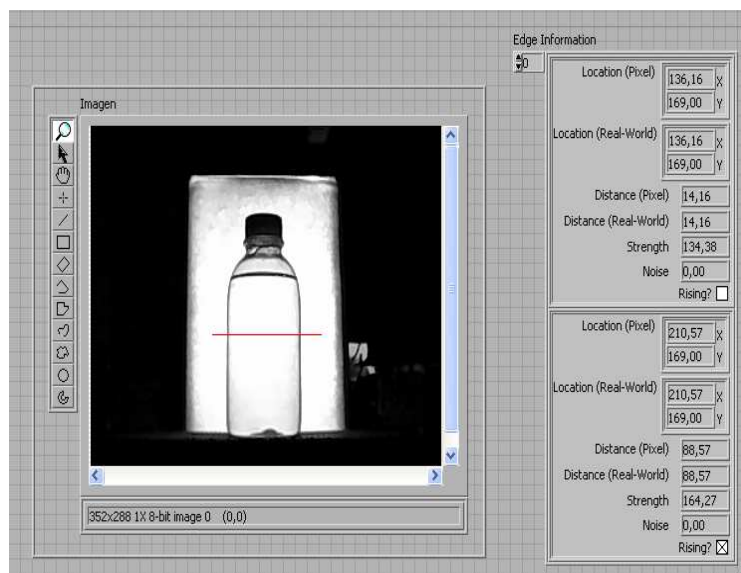 Edge Information
0
Imagen
Location (Pixel)
136,16 X
169,00 Y
Location (Real-World)
136,16 X
169,00 Y
Distance (Pixel) 14,16
Distance (Real-World) 14,16
Strength 134,38
Noise 0,00
Rising?
Location (Pixel)
210,57 X
169,00 Y
Location (Real-World)
210,57 X
169,00 Y
Distance (Pixel) 88,57
Distance (Real-World) 88,57
Strength 164,27
Noise 0,00
Rising?
352x288 1X 8-bit image 0 (0,0)